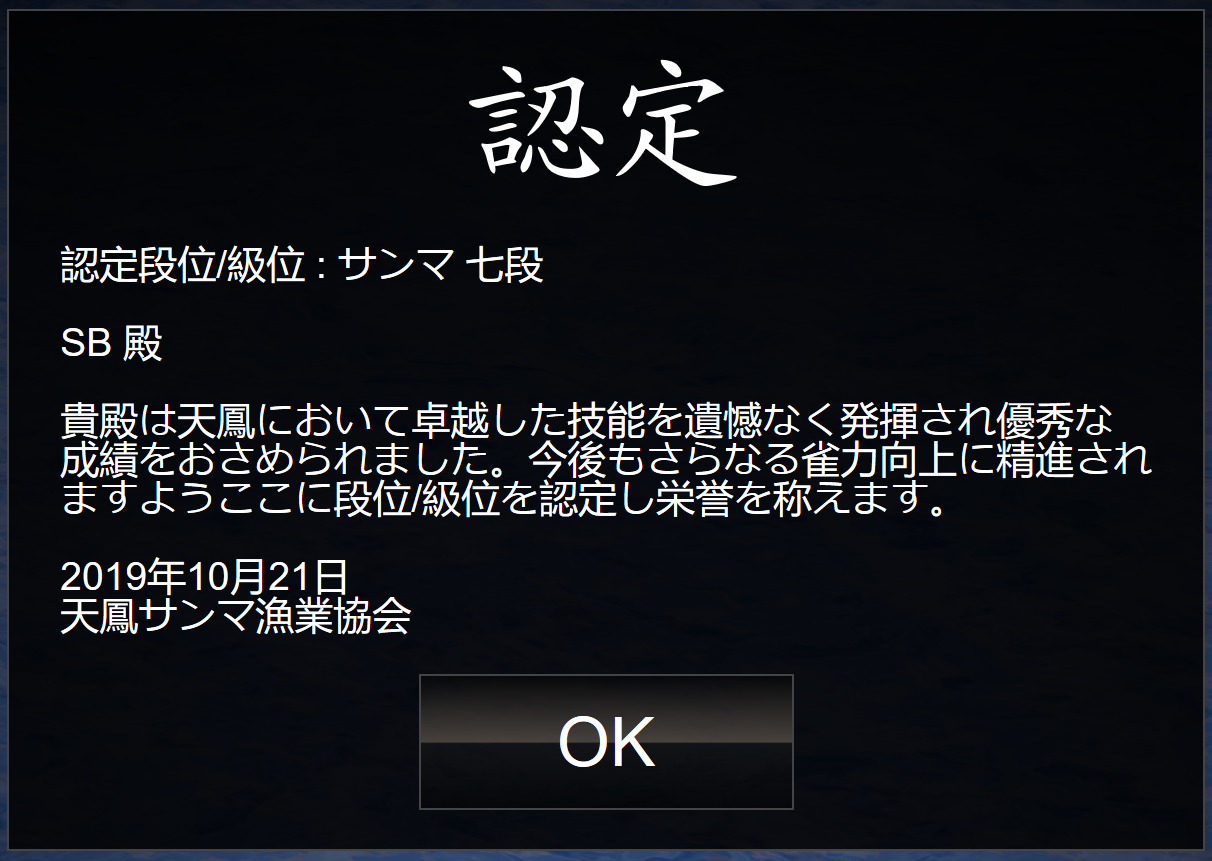 認定
認定段位/級位 : サンマ 七段
SB 殿
貴殿は天鳳において卓越した技能を遺憾なく発揮され優秀な
成績をおさめられました。今後もさらなる雀力向上に精進され
ますようここに段位/級位を認定し栄誉を称えます。
2019年10月21日
天鳳サンマ漁業協会
OK